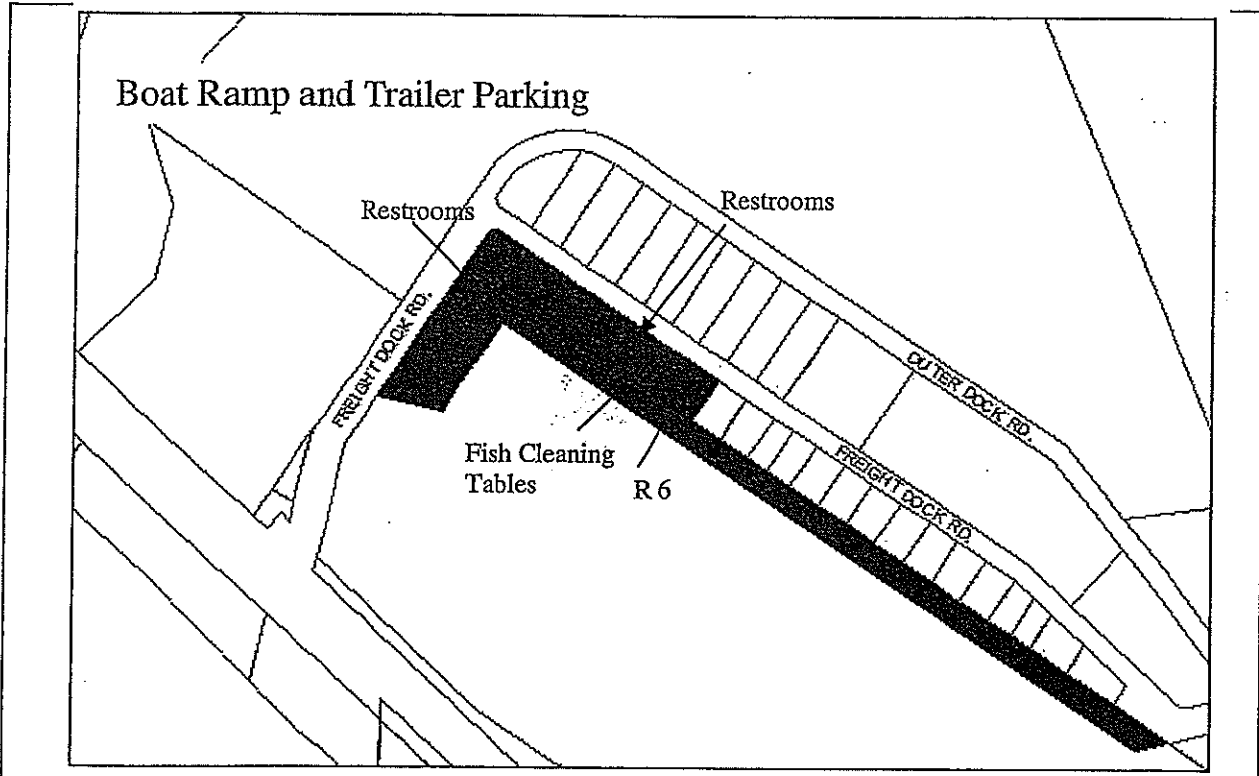 Boat Ramp and Trailer Parking
Restrooms
Restrooms
FREIGHT DOCK RD.
OUTER DOCK RD.
FREIGHT DOCK RD.
Fish Cleaning
Tables
R 6